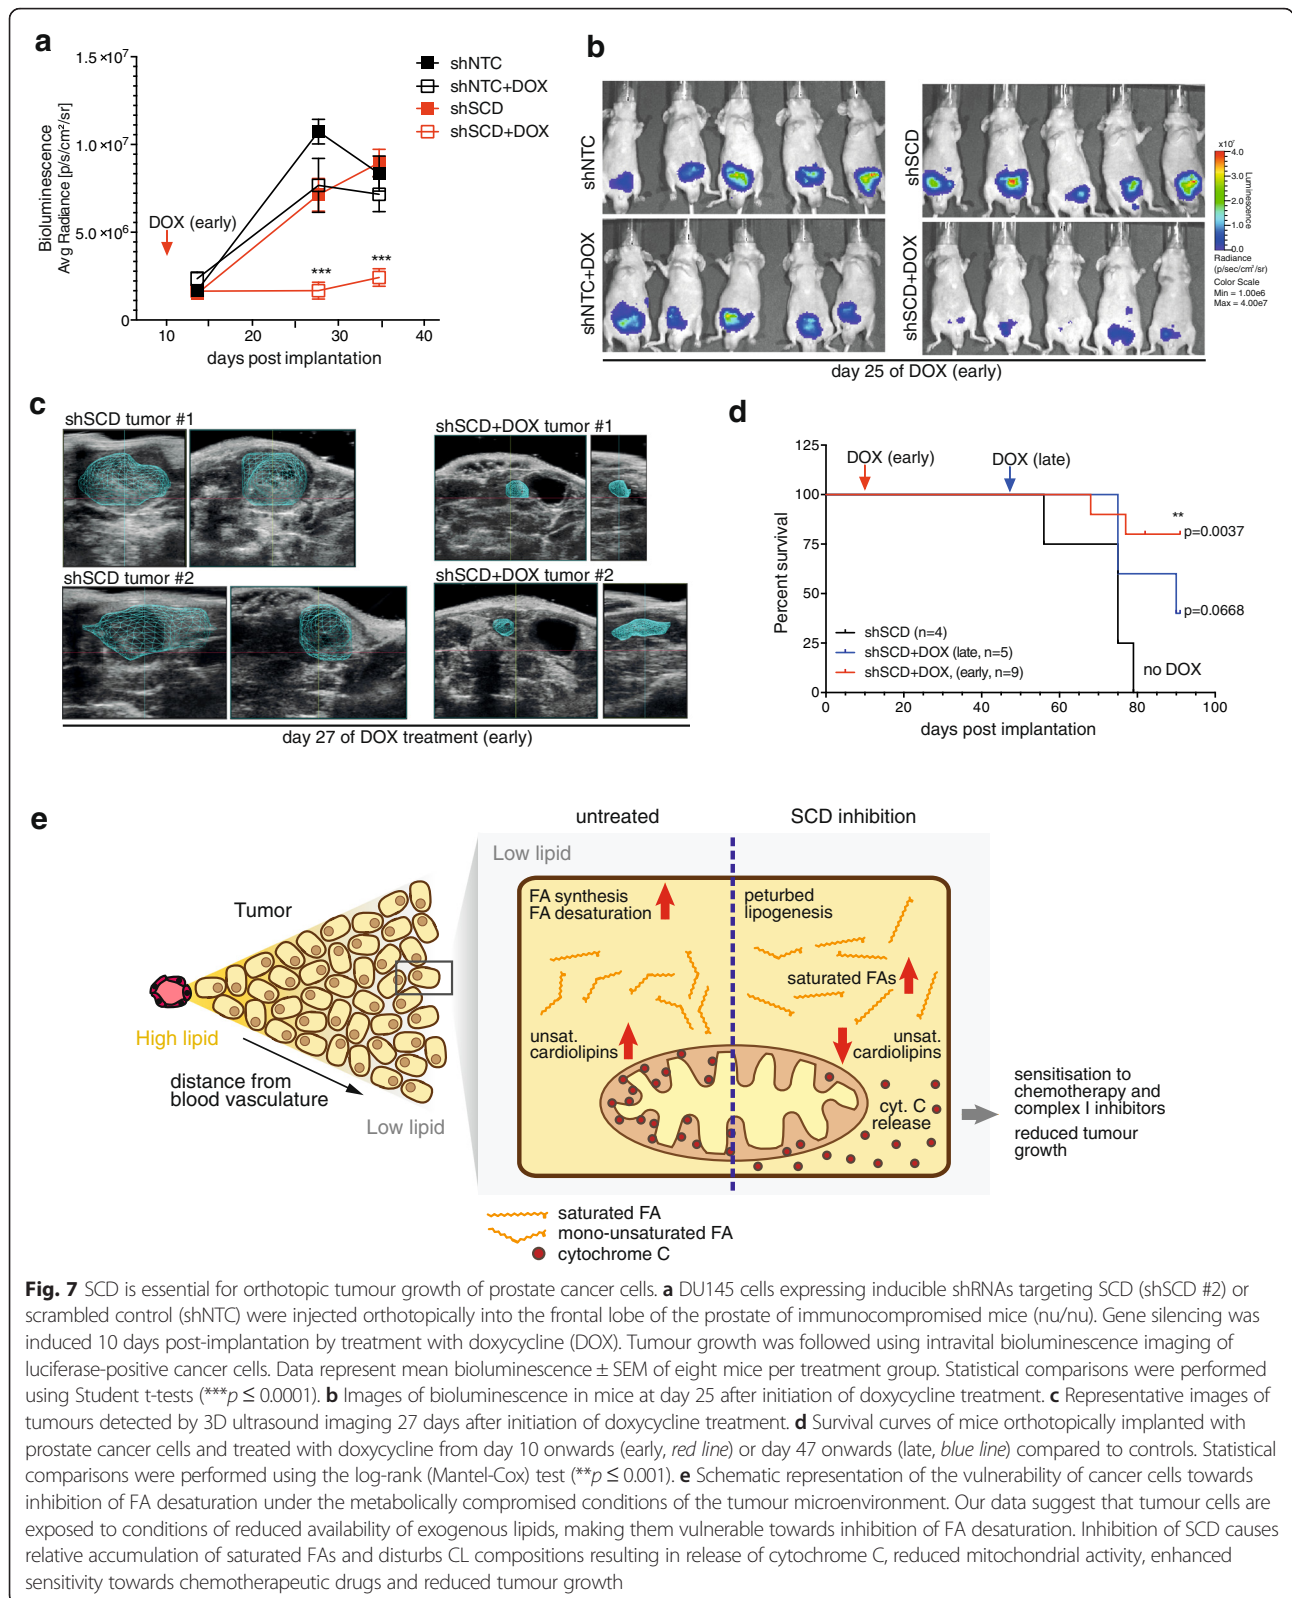 a
1.5×10⁷
1.0×10⁷
5.0×10⁶
0
Bioluminescence
Avg Radiance [p/s/cm²/sr]
DOX (early)
***
***
10
20
30
40
days post implantation
shNTC
shNTC+DOX
shSCD
shSCD+DOX
b
shNTC
shSCD
shNTC+DOX
shSCD+DOX
x10⁷
4.0
3.0
2.0
1.0
0.0
Luminescence
Radiance
(p/sec/cm²/sr)
Color Scale
Min = 1.00e6
Max = 4.00e7
day 25 of DOX (early)
c
shSCD tumor #1
shSCD+DOX tumor #1
shSCD tumor #2
shSCD+DOX tumor #2
day 27 of DOX treatment (early)
d
125
100
75
50
25
0
Percent survival
DOX (early)
DOX (late)
**
p=0.0037
p=0.0668
shSCD (n=4)
shSCD+DOX (late, n=5)
shSCD+DOX, (early, n=9)
no DOX
0
20
40
60
80
100
days post implantation
e
untreated
SCD inhibition
Low lipid
Tumor
High lipid
distance from
blood vasculature
Low lipid
FA synthesis
FA desaturation
peturbed
lipogenesis
saturated FAs
unsat.
cardiolipins
unsat.
cardiolipins
cyt. C
release
sensitisation to
chemotherapy and
complex I inhibitors
reduced tumour
growth
saturated FA
mono-unsaturated FA
cytochrome C
Fig. 7 SCD is essential for orthotopic tumour growth of prostate cancer cells. a DU145 cells expressing inducible shRNAs targeting SCD (shSCD #2) or
scrambled control (shNTC) were injected orthotopically into the frontal lobe of the prostate of immunocompromised mice (nu/nu). Gene silencing was
induced 10 days post-implantation by treatment with doxycycline (DOX). Tumour growth was followed using intravital bioluminescence imaging of
luciferase-positive cancer cells. Data represent mean bioluminescence ± SEM of eight mice per treatment group. Statistical comparisons were performed
using Student t-tests (***p ≤ 0.0001). b Images of bioluminescence in mice at day 25 after initiation of doxycycline treatment. c Representative images of
tumours detected by 3D ultrasound imaging 27 days after initiation of doxycycline treatment. d Survival curves of mice orthotopically implanted with
prostate cancer cells and treated with doxycycline from day 10 onwards (early, red line) or day 47 onwards (late, blue line) compared to controls. Statistical
comparisons were performed using the log-rank (Mantel-Cox) test (**p ≤ 0.001). e Schematic representation of the vulnerability of cancer cells towards
inhibition of FA desaturation under the metabolically compromised conditions of the tumour microenvironment. Our data suggest that tumour cells are
exposed to conditions of reduced availability of exogenous lipids, making them vulnerable towards inhibition of FA desaturation. Inhibition of SCD causes
relative accumulation of saturated FAs and disturbs CL compositions resulting in release of cytochrome C, reduced mitochondrial activity, enhanced
sensitivity towards chemotherapeutic drugs and reduced tumour growth